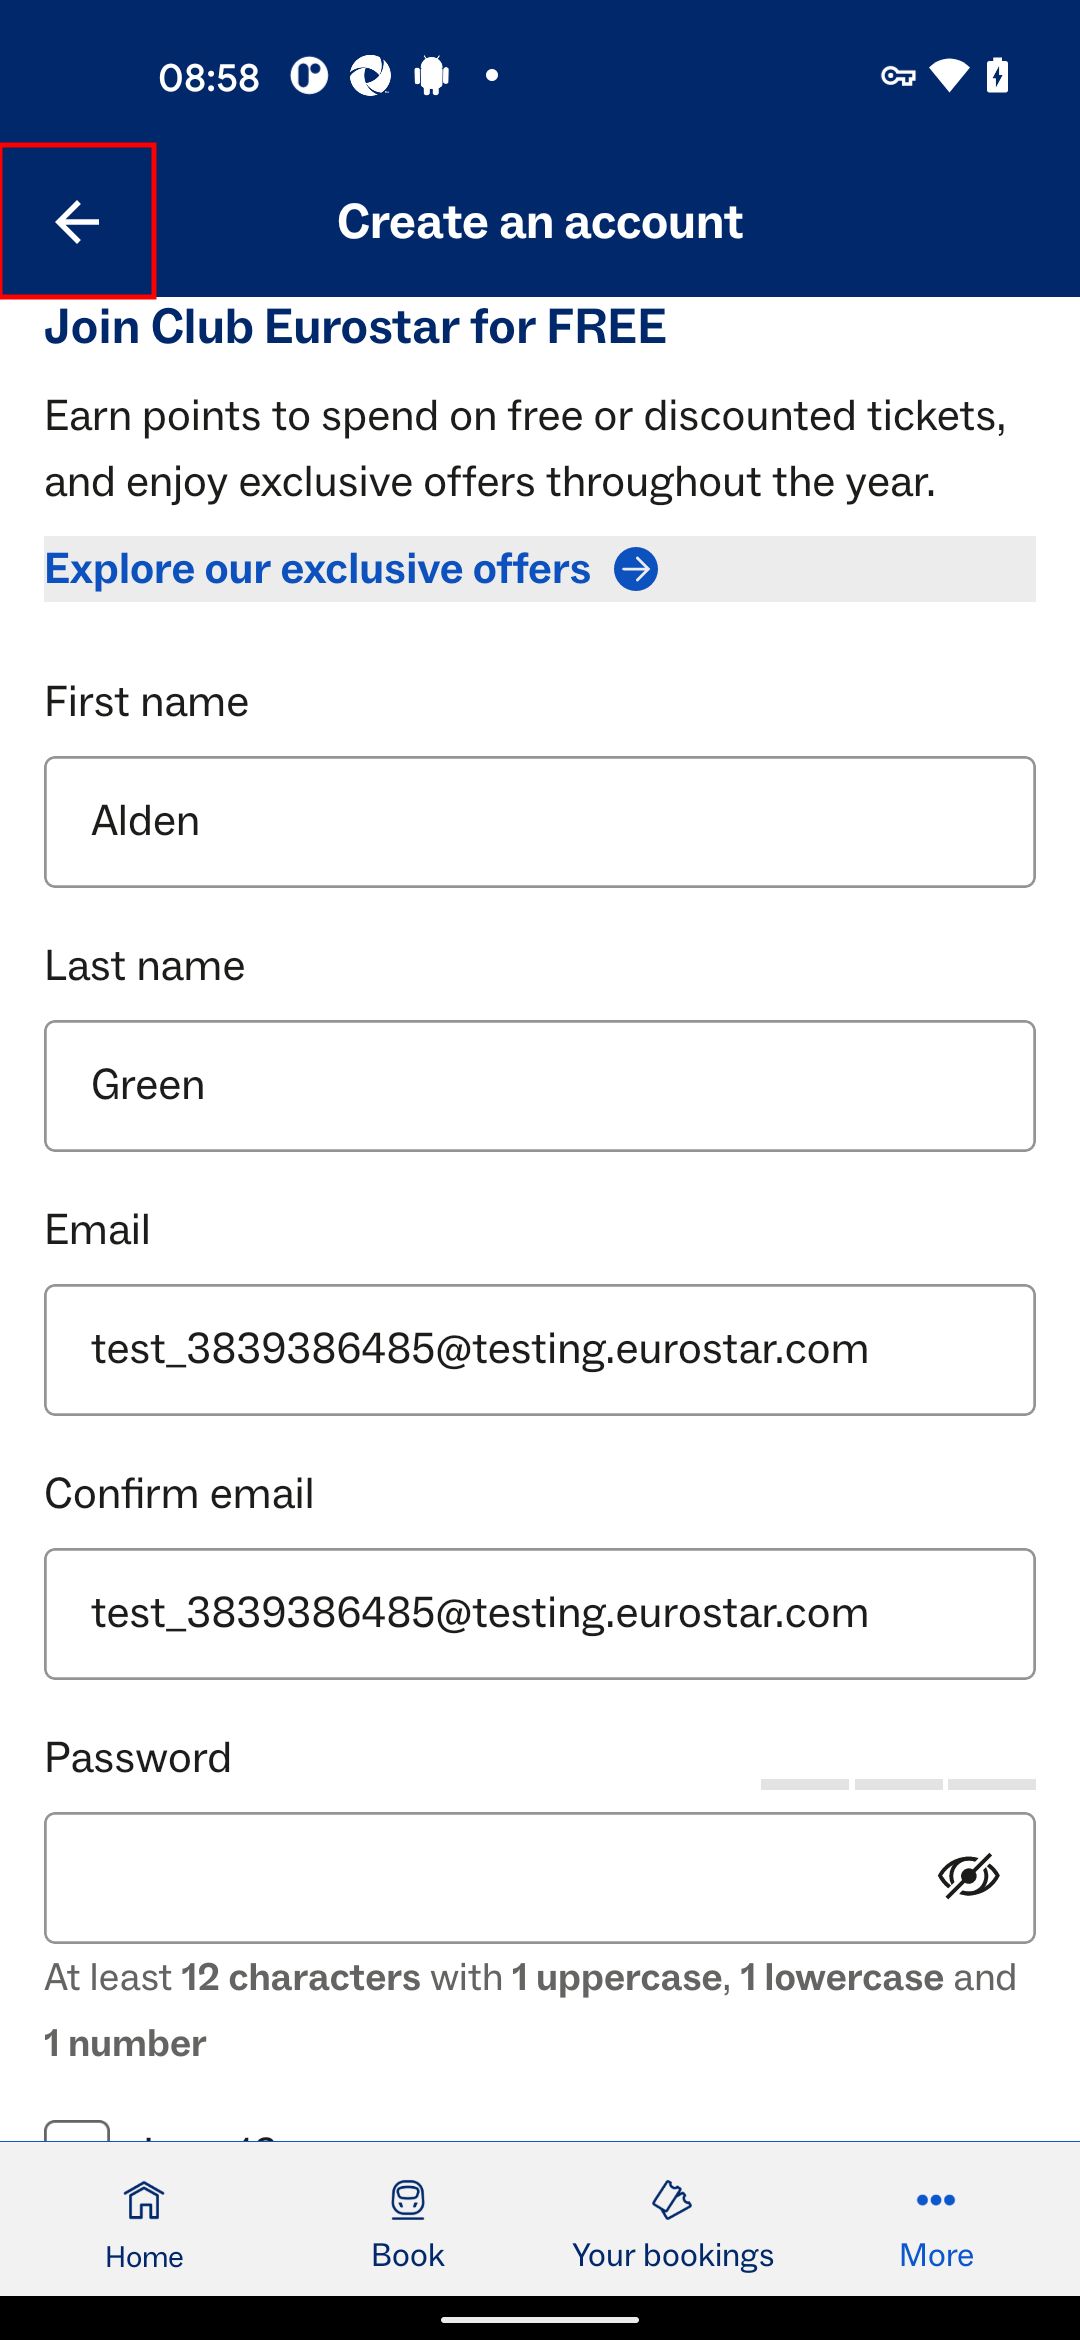 08:58
Create an account
Join Club Eurostar for FREE
Earn points to spend on free or discounted tickets,
and enjoy exclusive offers throughout the year.
Explore our exclusive offers
First name
Alden
Last name
Green
Email
test_3839386485@testing.eurostar.com
Confirm email
test_3839386485@testing.eurostar.com
Password
At least 12 characters with 1 uppercase, 1 lowercase and
1 number
Home
Book
Your bookings
More